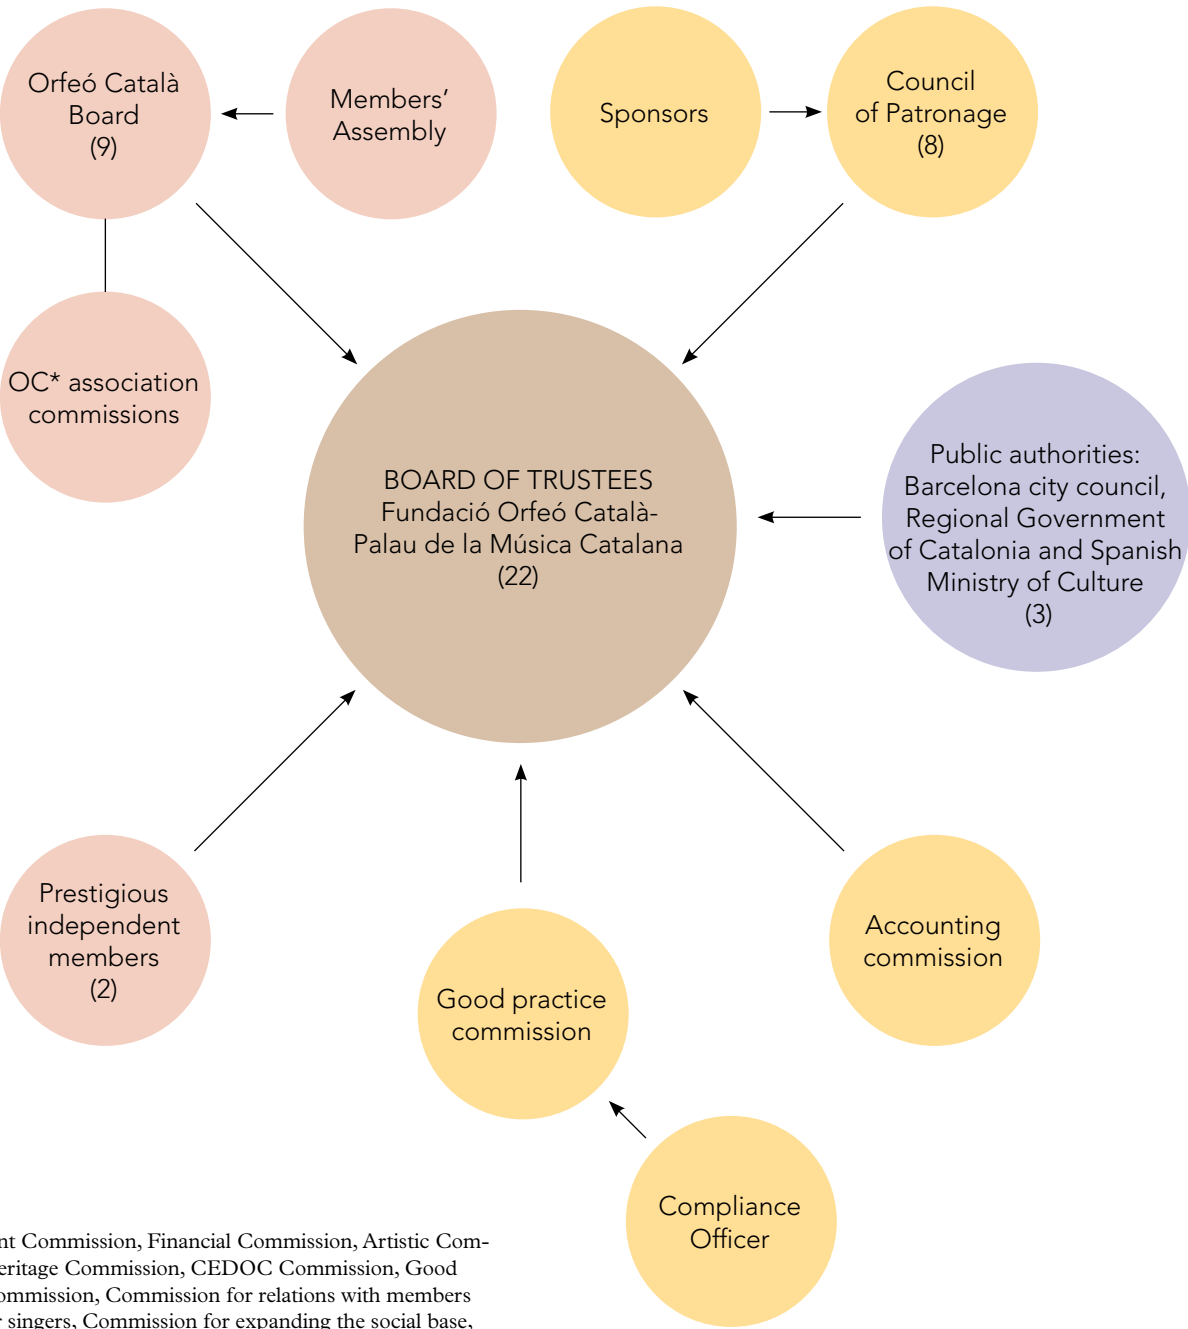 Orfeó Català
Board
(9)
Members’
Assembly
Sponsors
Council
of Patronage
(8)
OC* association
commissions
BOARD OF TRUSTEES
Fundació Orfeó Català-
Palau de la Música Catalana
(22)
Public authorities:
Barcelona city council,
Regional Government
of Catalonia and Spanish
Ministry of Culture
(3)
Prestigious
independent
members
(2)
Good practice
commission
Accounting
commission
Compliance
Officer
Commission, Financial Commission, Artistic Com-
Commission, CEDOC Commission, Good
Commission for relations with members
singers, Commission for expanding the social base,